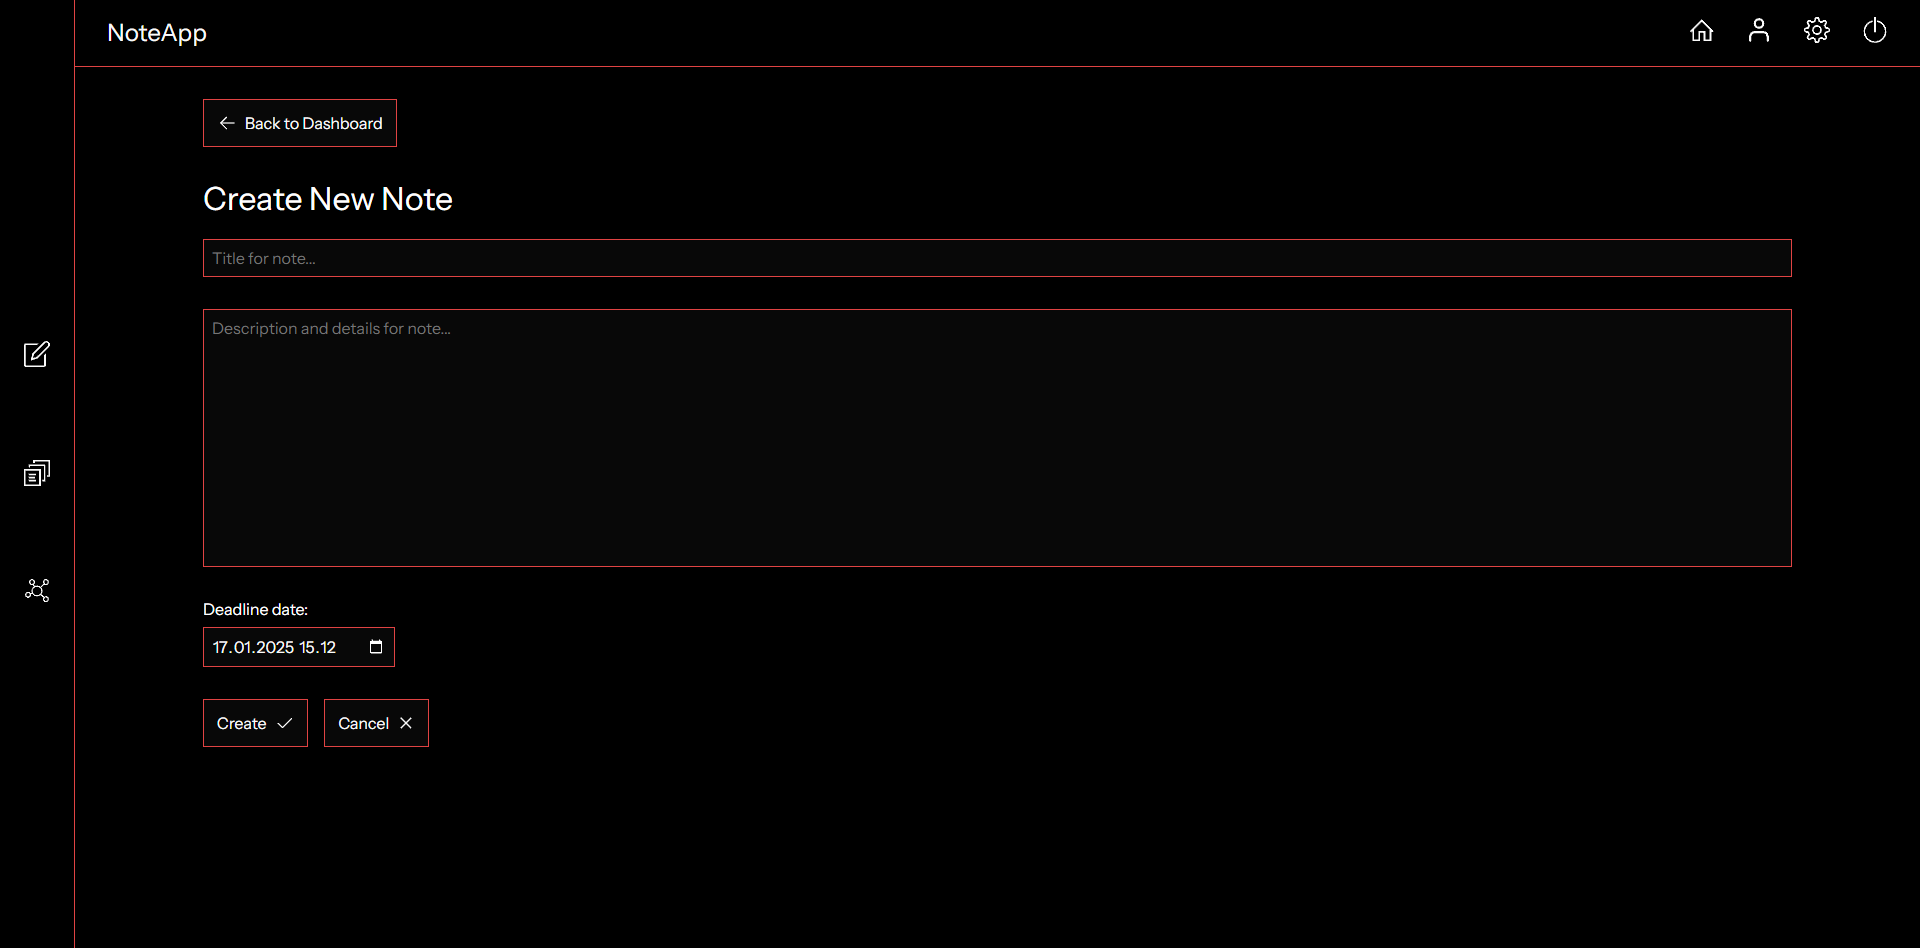 NoteApp
Back to Dashboard
Create New Note
Title for note...
Description and details for note...
Deadline date:
17.01.2025 15.12
Create
Cancel